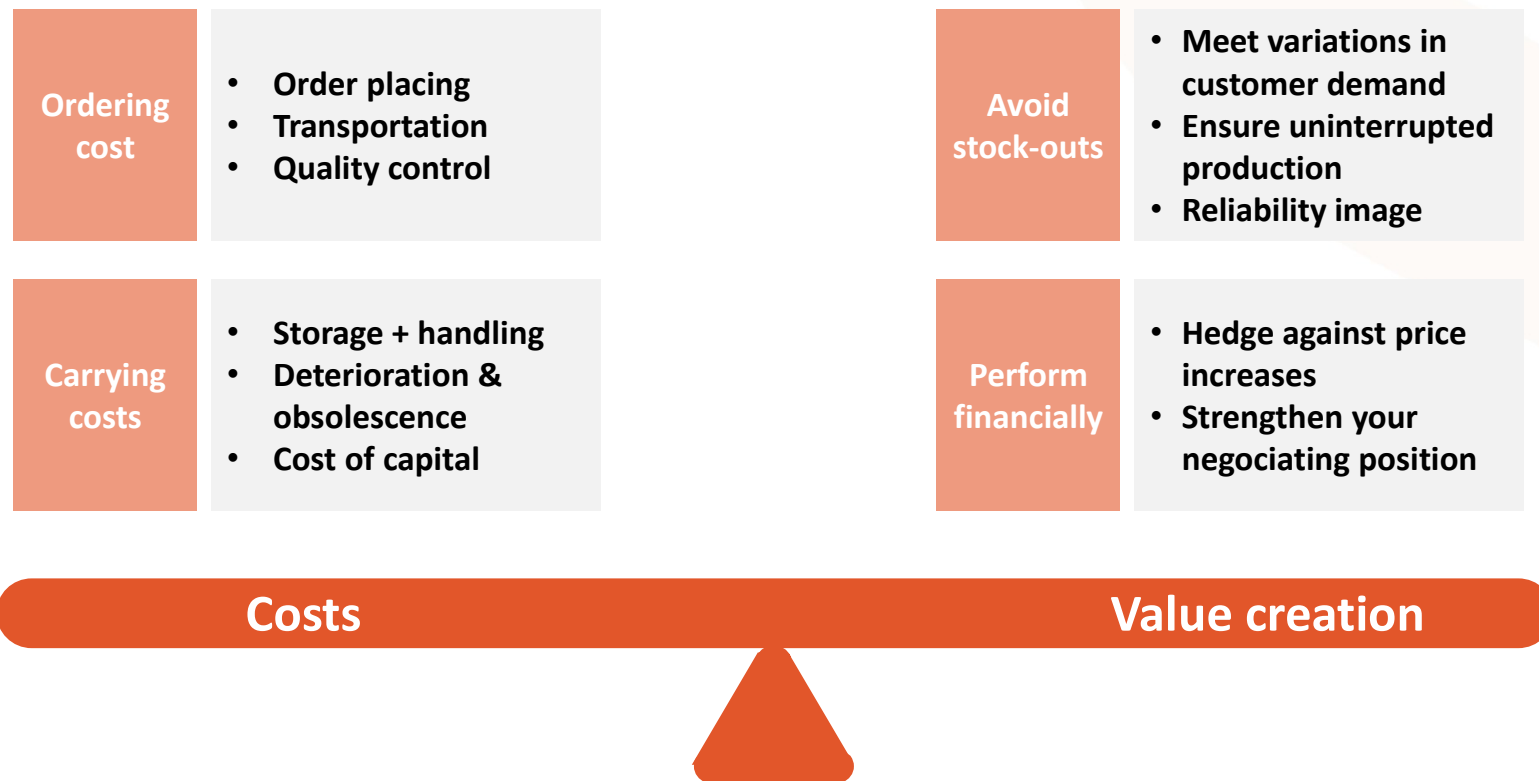 Ordering
cost
• Order placing
• Transportation
• Quality control
Avoid
stock-outs
• Meet variations in
customer demand
• Ensure uninterrupted
production
• Reliability image
Carrying
costs
• Storage + handling
• Deterioration &
obsolescence
• Cost of capital
Perform
financially
• Hedge against price
increases
• Strengthen your
negociating position
Costs
Value creation